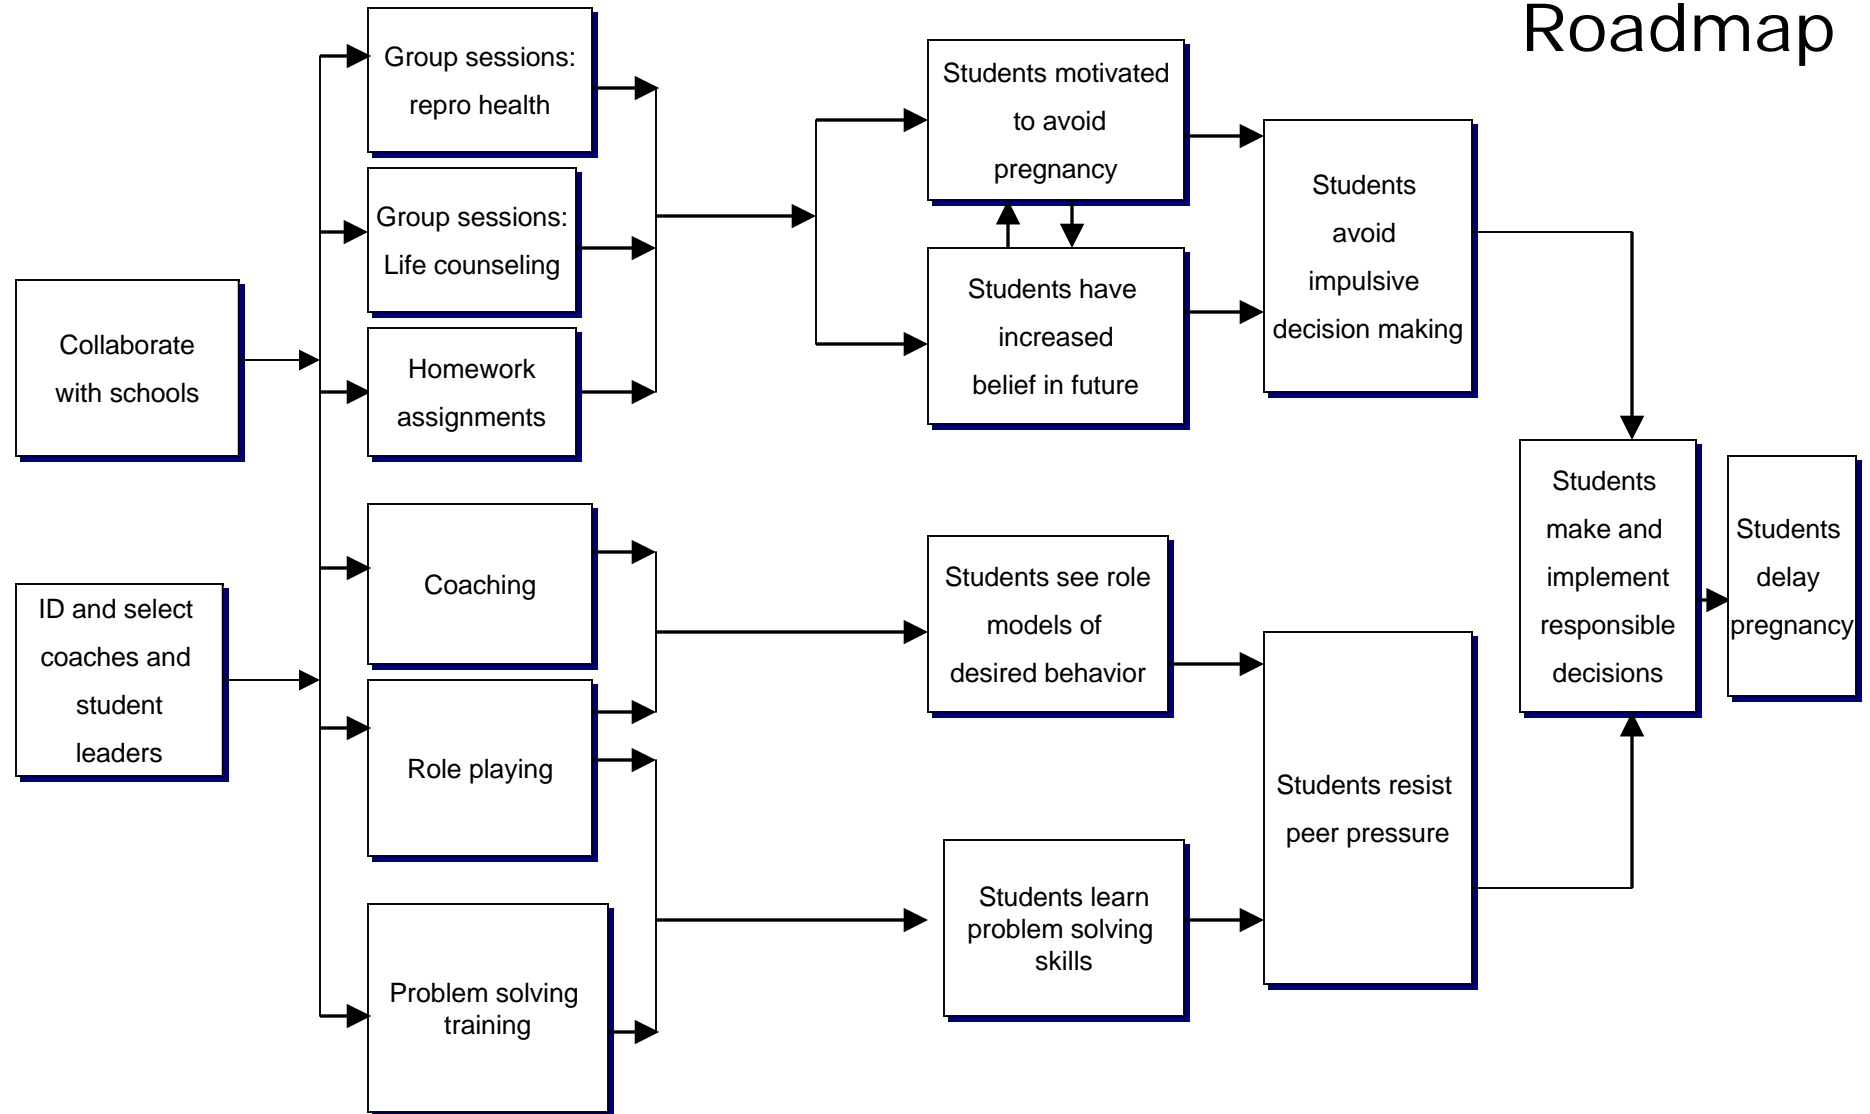 Roadmap
Group sessions:
repro health
Group sessions:
Life counseling
Homework
assignments
Collaborate
with schools
ID and select
coaches and
student
leaders
Coaching
Role playing
Problem solving
training
Students motivated
to avoid
pregnancy
Students have
increased
belief in future
Students see role
models of
desired behavior
Students learn
problem solving
skills
Students
avoid
impulsive
decision making
Students resist
peer pressure
Students
make and
implement
responsible
decisions
Students
delay
pregnancy